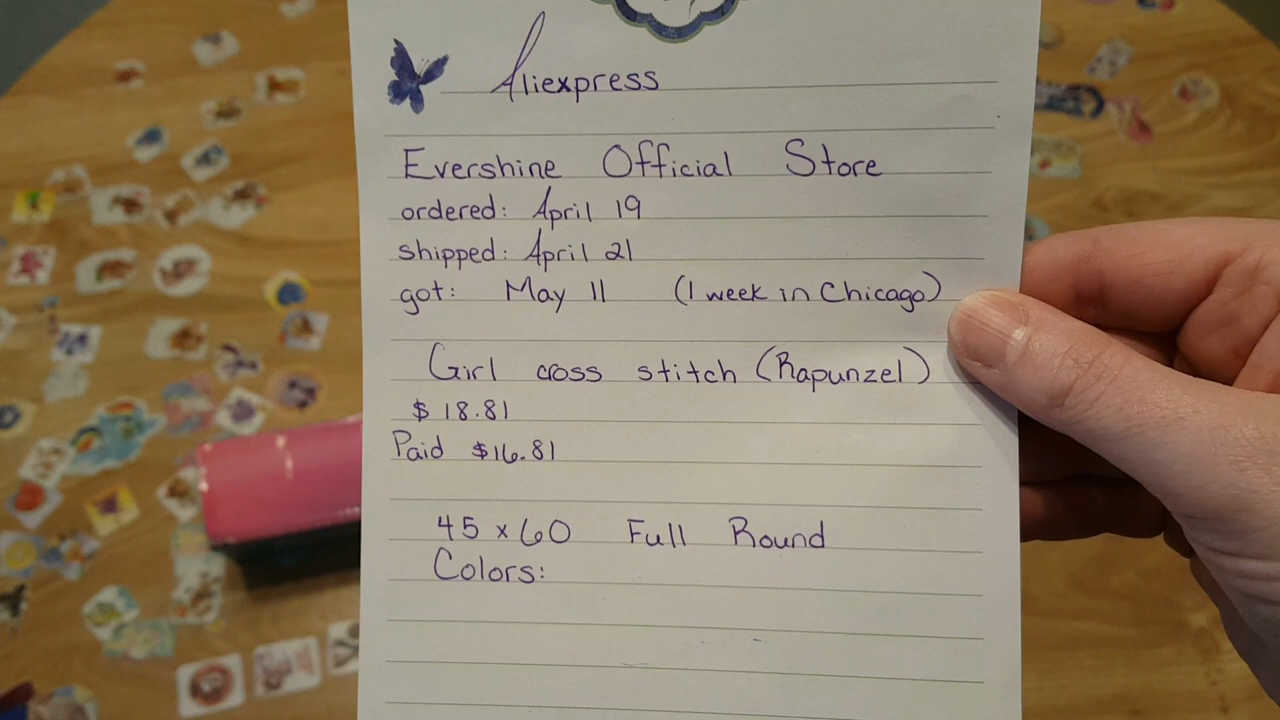 Aliexpress
Evershine Official Store
ordered: April 19
shipped: April 21
got: May 11 (1 week in Chicago)
Girl cross stitch (Rapunzel)
$ 18.81
Paid $16.81
45 x 60 Full Round
Colors: